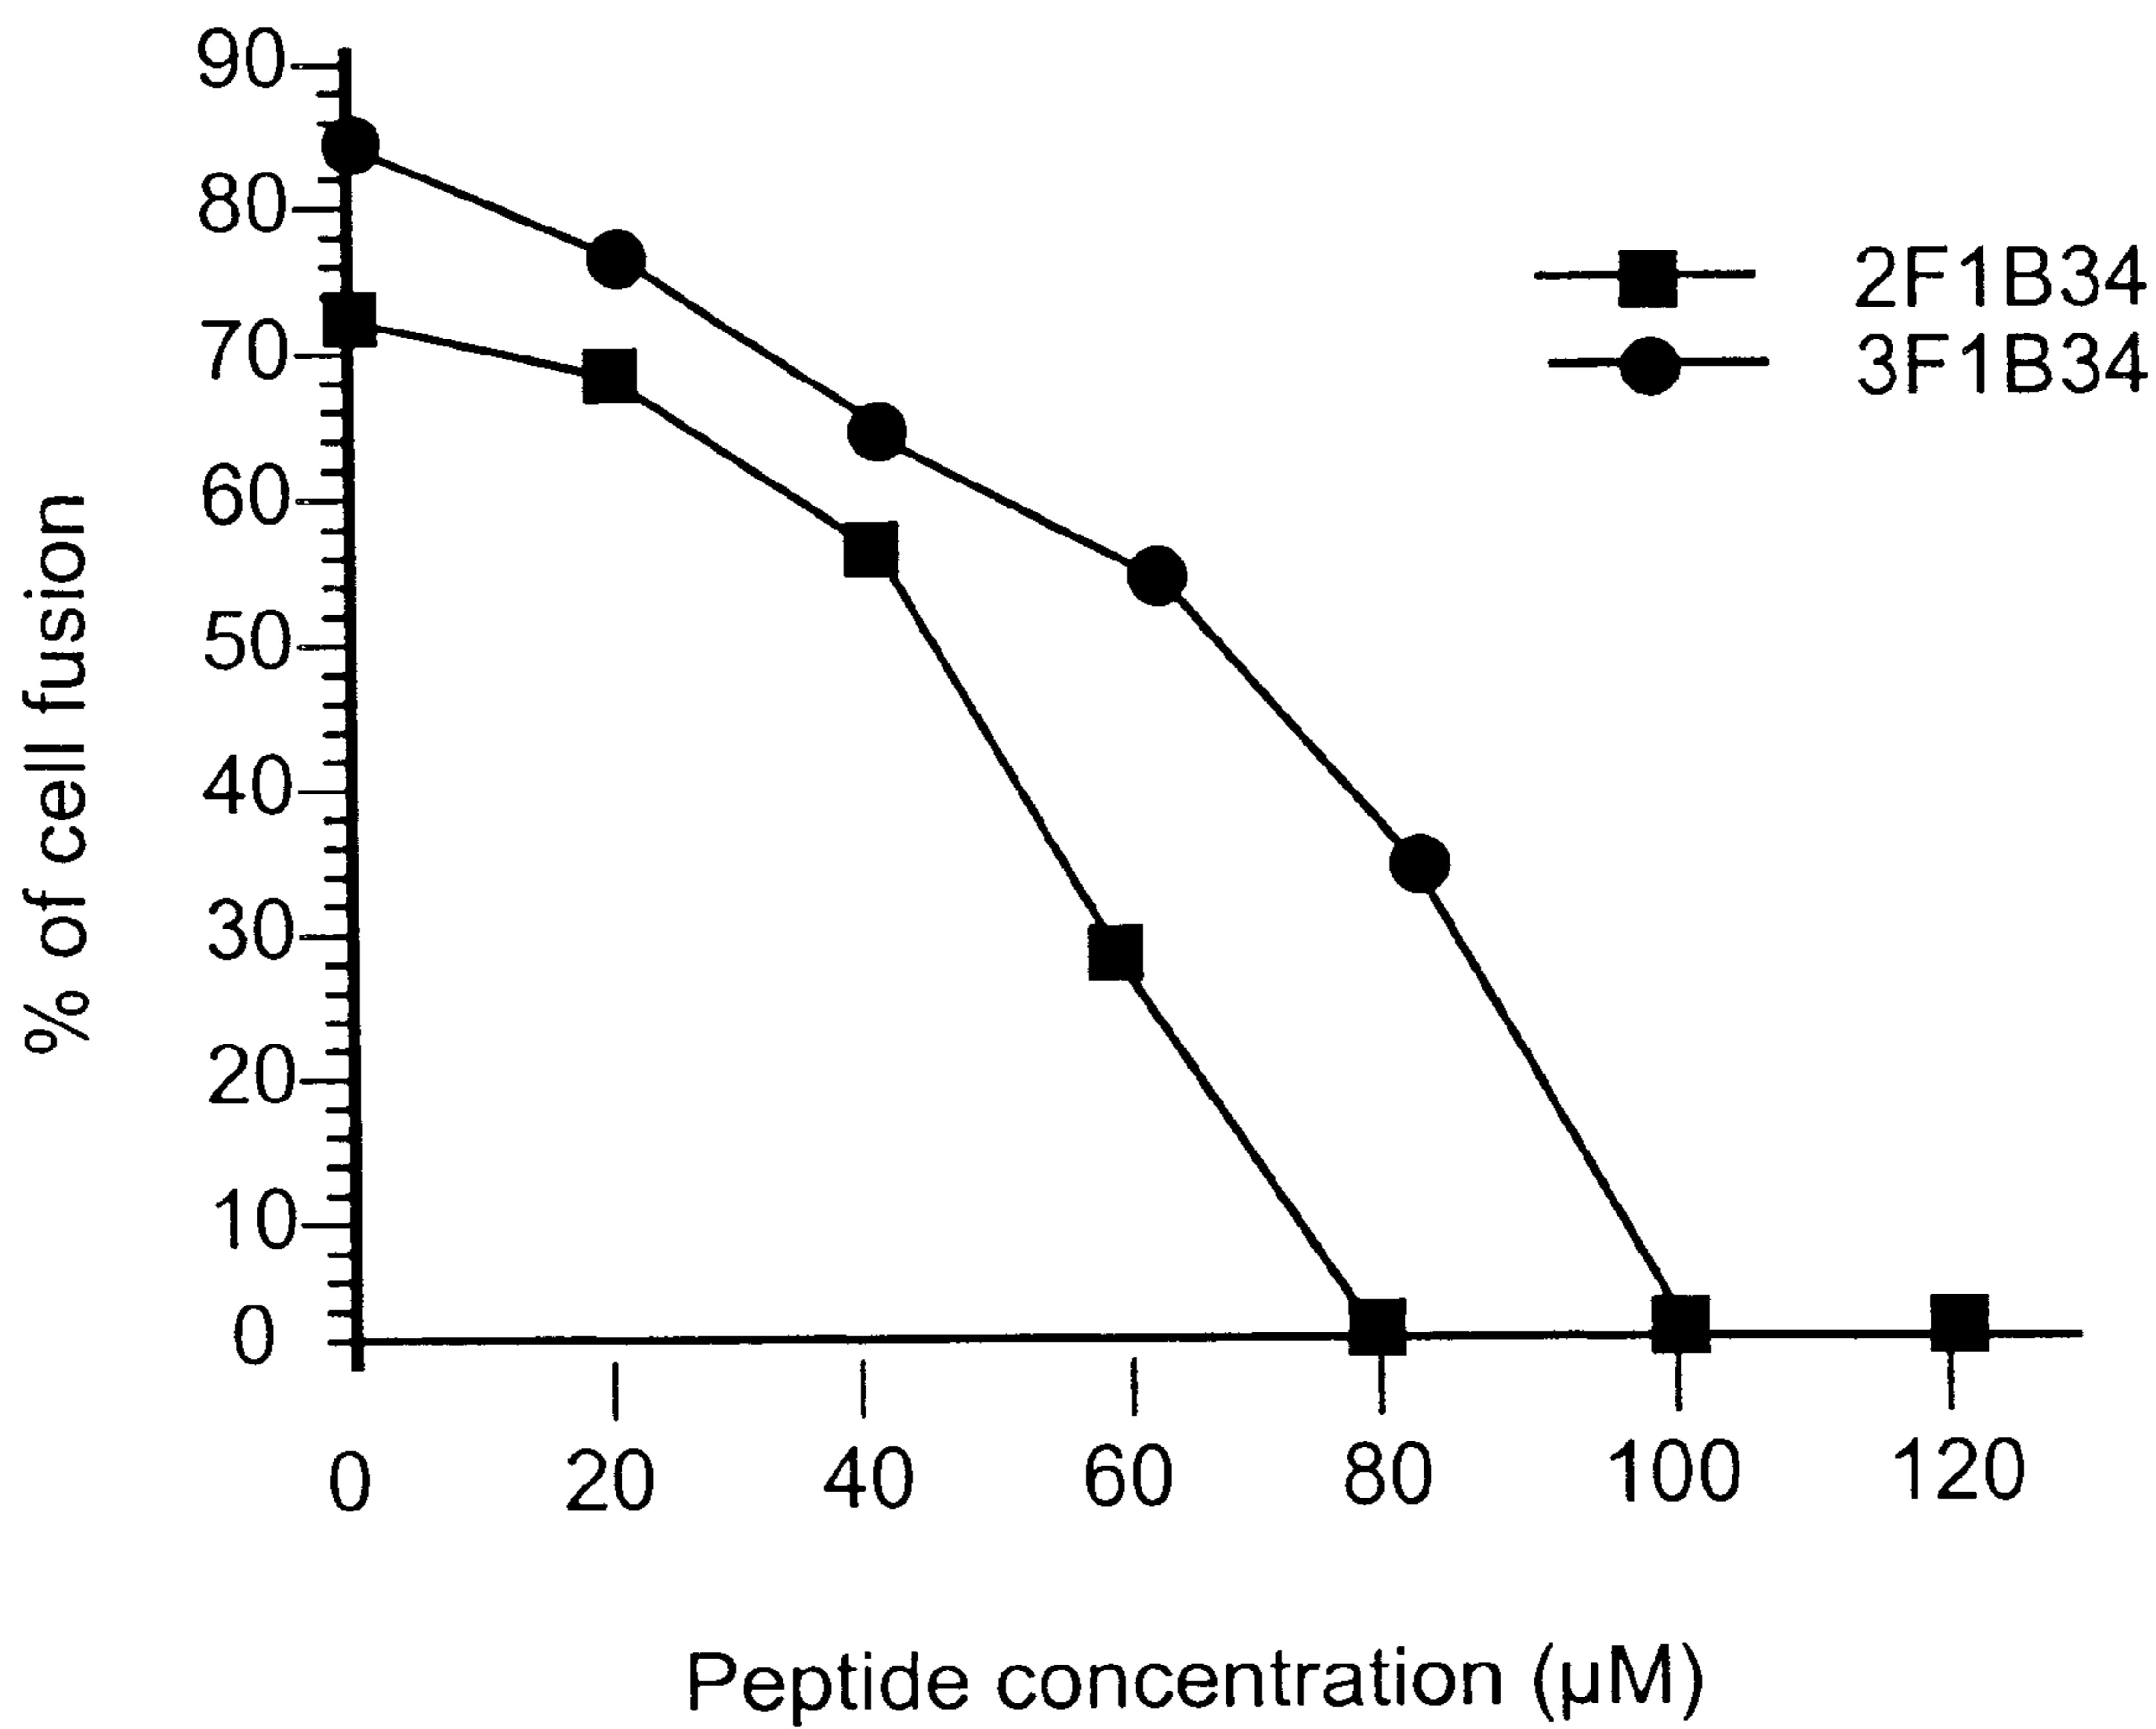 90
80
70
60
50
40
30
20
10
0
% of cell fusion
2F1B34
3F1B34
0 20 40 60 80 100 120
Peptide concentration (μM)